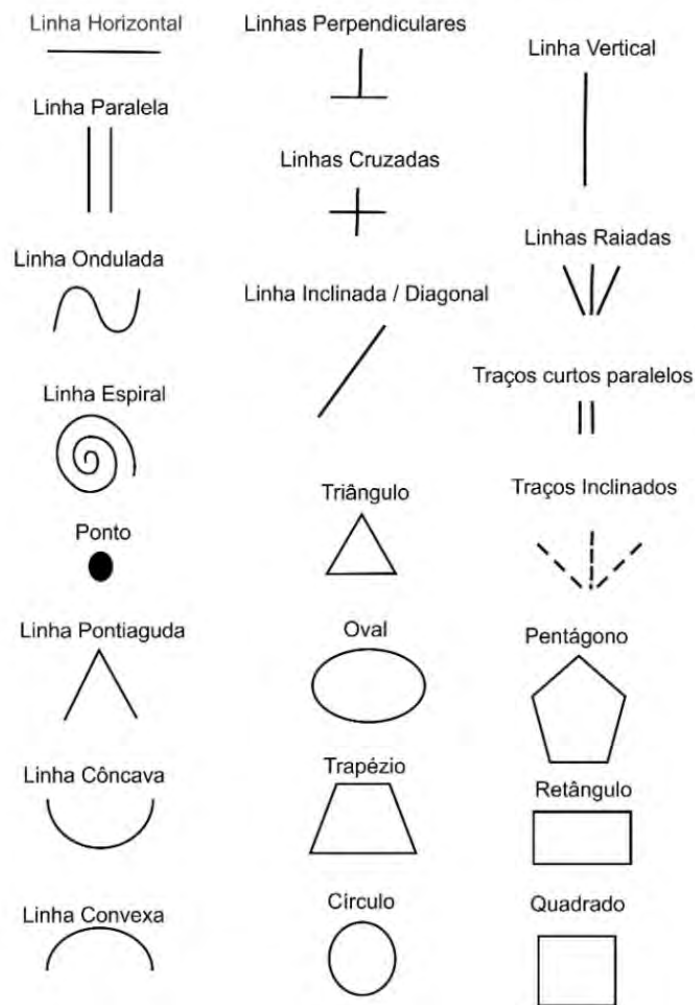 Linha Horizontal
Linha Paralela
Linha Ondulada
Linha Espiral
Ponto
Linha Pontiaguda
Linha Côncava
Linha Convexa
Linhas Perpendiculares
Linhas Cruzadas
Linha Inclinada / Diagonal
Triângulo
Oval
Trapézio
Círculo
Linha Vertical
Linhas Raiadas
Traços curtos paralelos
Traços Inclinados
Pentágono
Retângulo
Quadrado